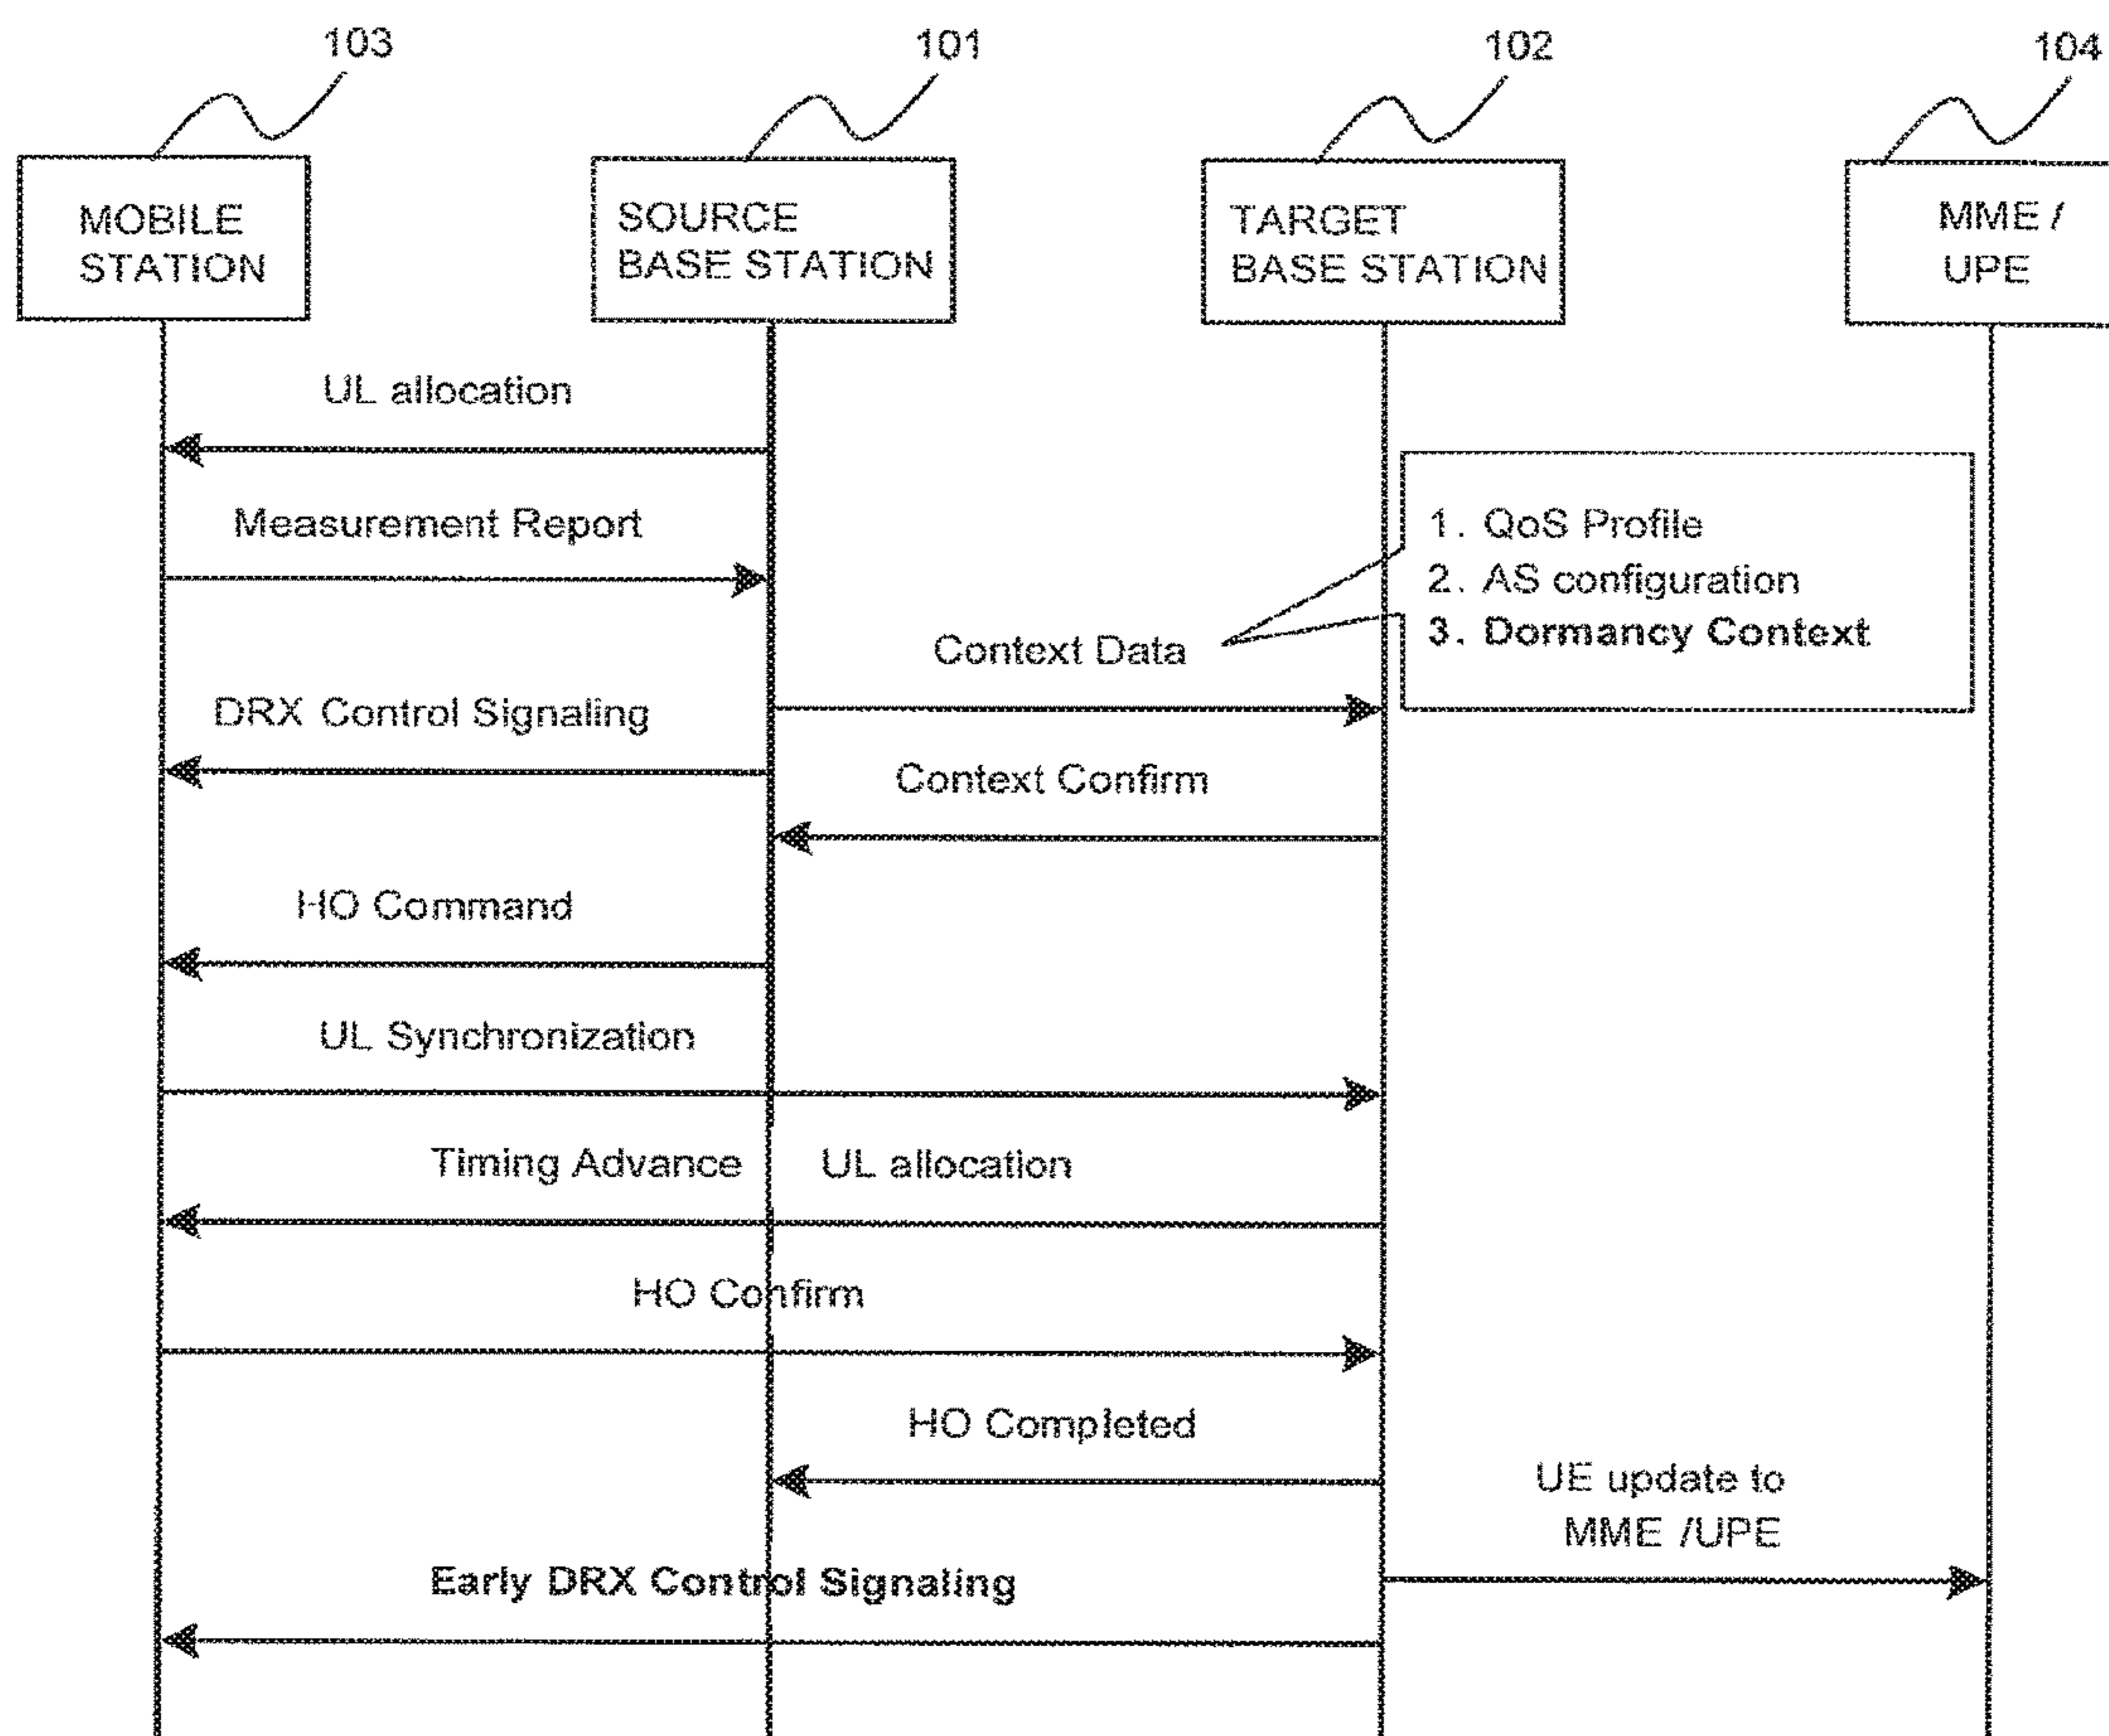 103
101
102
104
MOBILE
STATION
SOURCE
BASE STATION
TARGET
BASE STATION
MME /
UPE
UL allocation
Measurement Report
1. QoS Profile
2. AS configuration
3. Dormancy Context
Context Data
DRX Control Signaling
Context Confirm
HO Command
UL Synchronization
Timing Advance UL allocation
HO Confirm
HO Completed
UE update to
MME /UPE
Early DRX Control Signaling